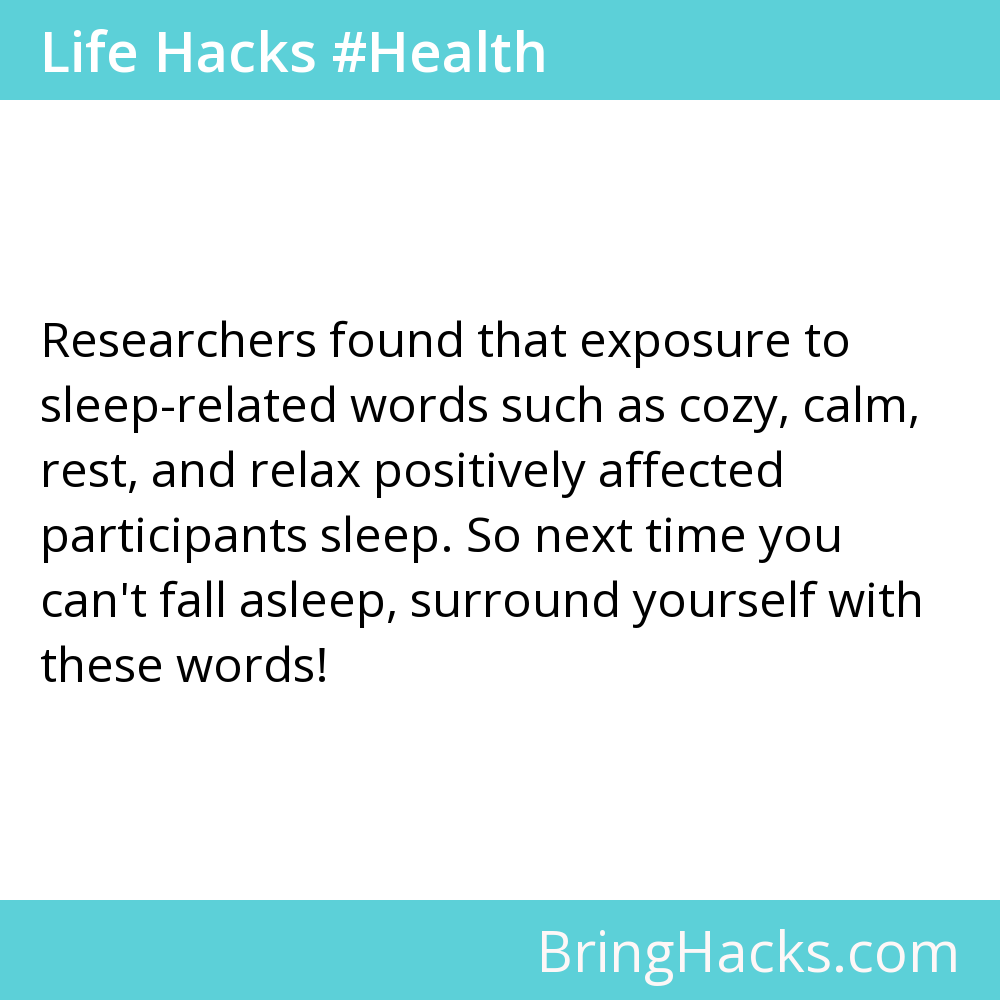 Life Hacks #Health
Researchers found that exposure to
sleep-related words such as cozy, calm,
rest, and relax positively affected
participants sleep. So next time you
can't fall asleep, surround yourself with
these words!
BringHacks.com